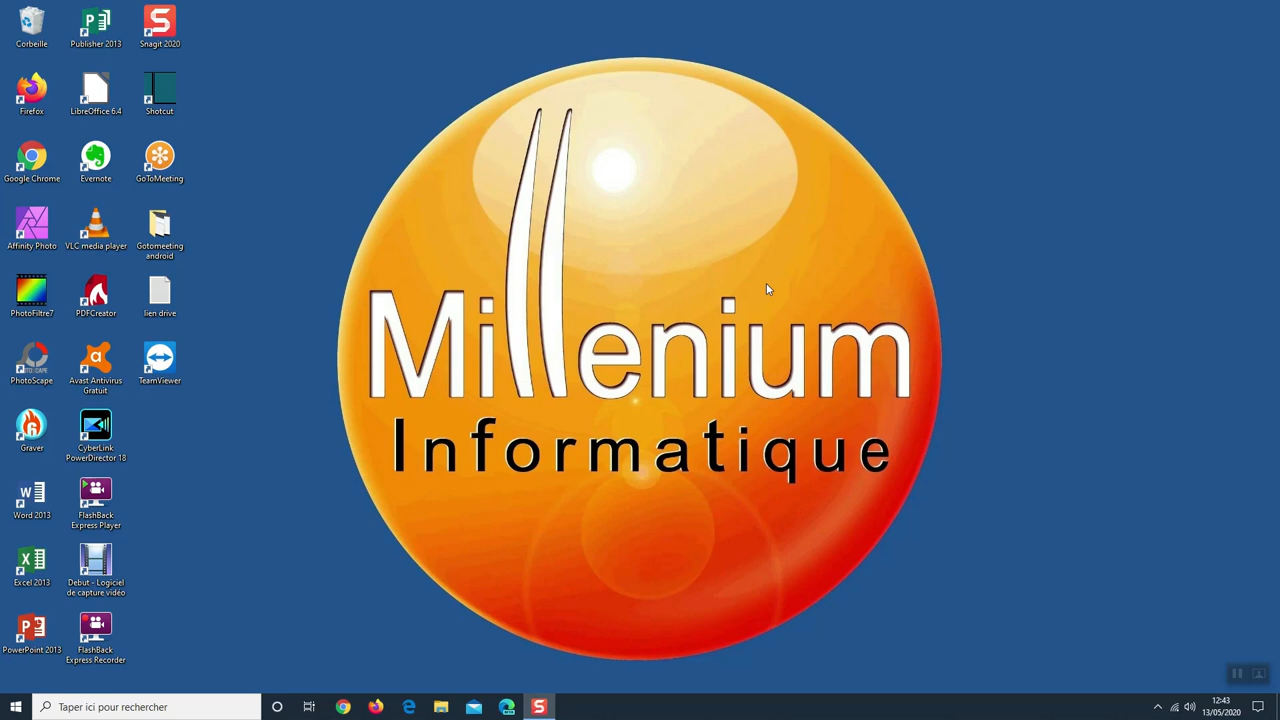 Corbeille
Publisher 2013
Snagit 2020
Firefox
LibreOffice 6.4
Shotcut
Google Chrome
Evernote
GoToMeeting
Affinity Photo
VLC media player
Gotomeeting
android
PhotoFiltre7
PDFCreator
lien drive
PhotoScape
Avast Antivirus
Gratuit
TeamViewer
Graver
CyberLink
PowerDirector 18
Word 2013
FlashBack
Express Player
Excel 2013
Debut - Logiciel
de capture vidéo
PowerPoint 2013
FlashBack
Express Recorder
Millenium
Informatique
Taper ici pour rechercher
12:43
13/05/2020